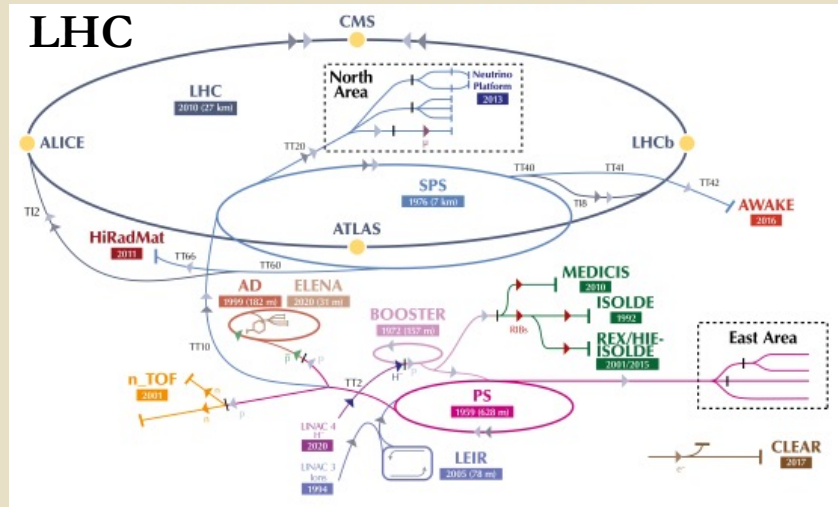 LHC
CMS
North
Area
Neutrino
Platform
2013
LHC
2010 (27 km)
ALICE
LHCb
TT20
TT40
TT41
TT42
SPS
1976 (7 km)
TI8
TI2
AWAKE
2016
ATLAS
HiRadMat
2011
TT66
TT60
AD
1999 (182 m)
ELENA
2020 (31 m)
BOOSTER
1972 (157 m)
MEDICIS
2010
ISOLDE
1992
RIBs
REX/HIE-
ISOLDE
2001/2015
East Area
TT10
p
p
H⁻
p
n_TOF
2001
n
n
p
TT2
PS
1959 (628 m)
LINAC 4
H⁻
2020
LINAC 3
Ions
1994
LEIR
2005 (78 m)
CLEAR
2017
e⁻